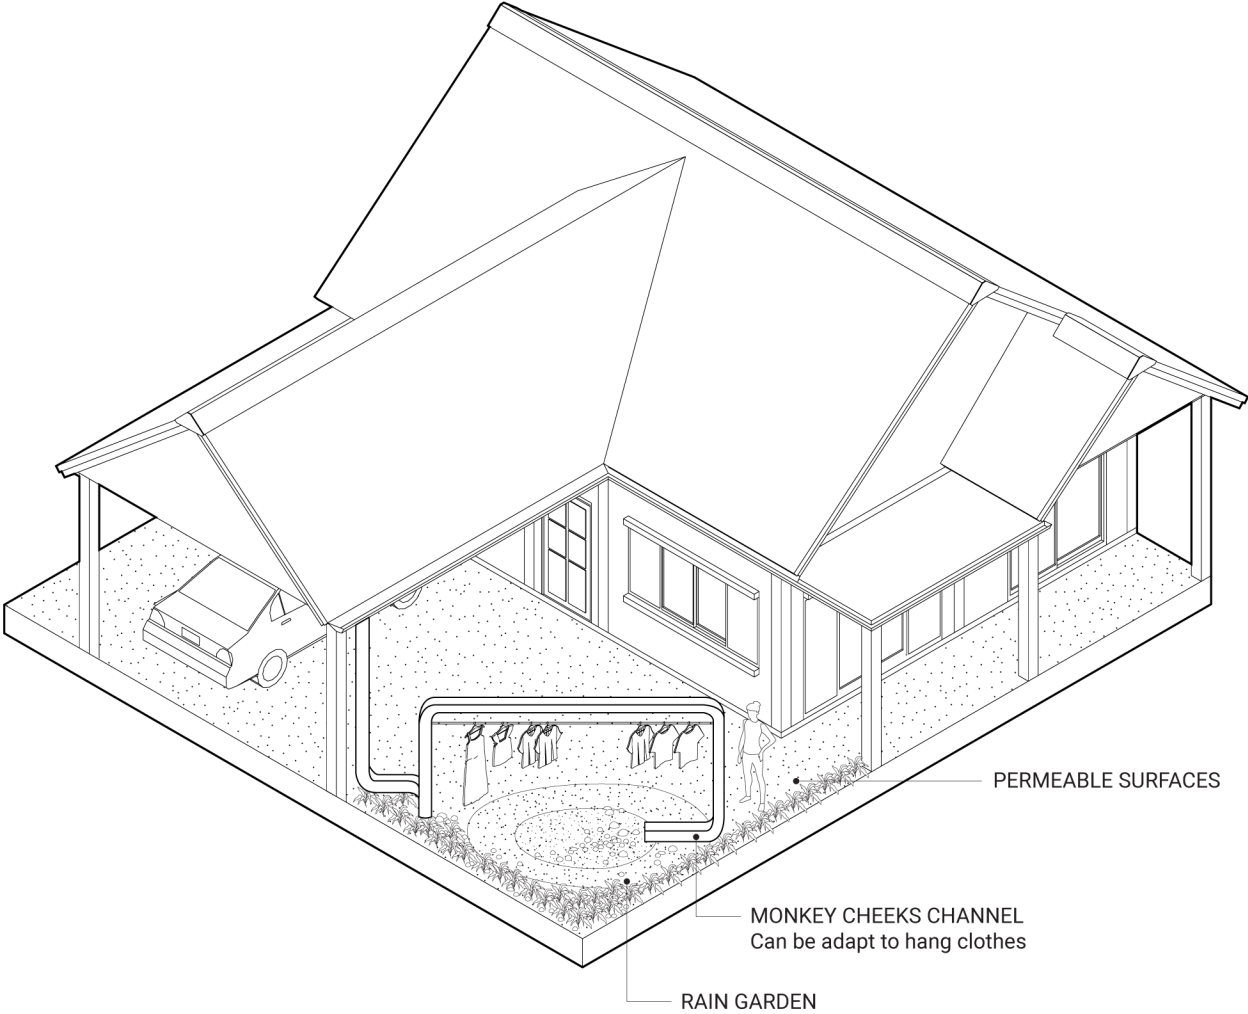 PERMEABLE SURFACES
MONKEY CHEEKS CHANNEL
Can be adapt to hang clothes
RAIN GARDEN